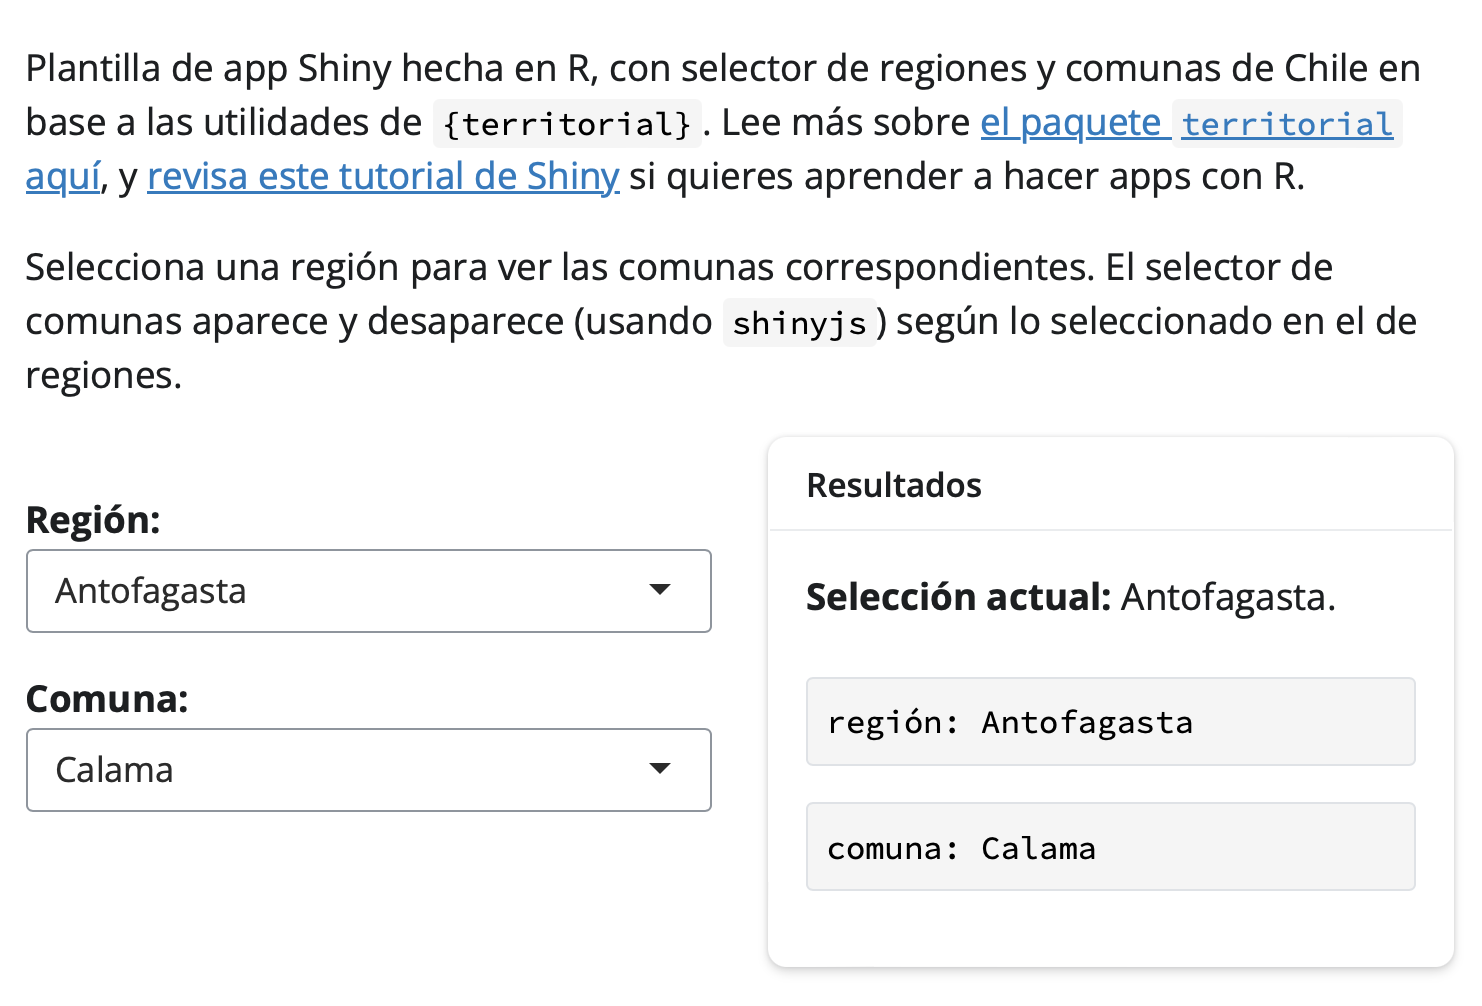 Plantilla de app Shiny hecha en R, con selector de regiones y comunas de Chile en
base a las utilidades de {territorial}. Lee más sobre el paquete territorial
aquí, y revisa este tutorial de Shiny si quieres aprender a hacer apps con R.
Selecciona una región para ver las comunas correspondientes. El selector de
comunas aparece y desaparece (usando shinyjs) según lo seleccionado en el de
regiones.
Región:
Antofagasta
Comuna:
Calama
Resultados
Selección actual: Antofagasta.
región: Antofagasta
comuna: Calama